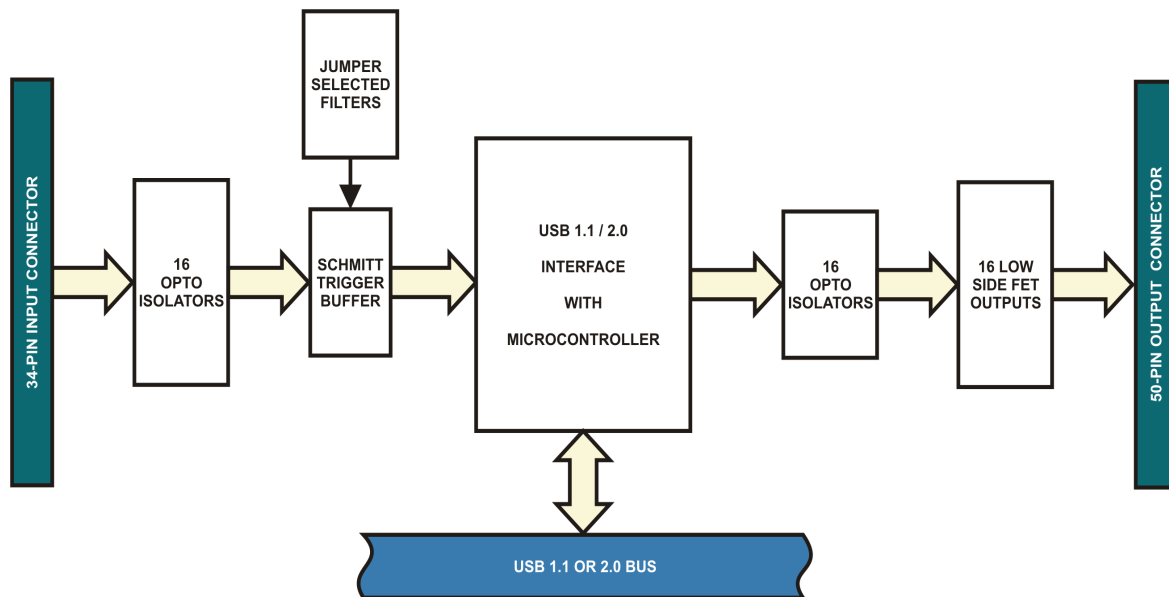 34-PIN INPUT CONNECTOR
16
OPTO
ISOLATORS
JUMPER
SELECTED
FILTERS
SCHMITT
TRIGGER
BUFFER
USB 1.1 / 2.0
INTERFACE
WITH
MICROCONTROLLER
16
OPTO
ISOLATORS
16 LOW
SIDE FET
OUTPUTS
50-PIN OUTPUT CONNECTOR
USB 1.1 OR 2.0 BUS